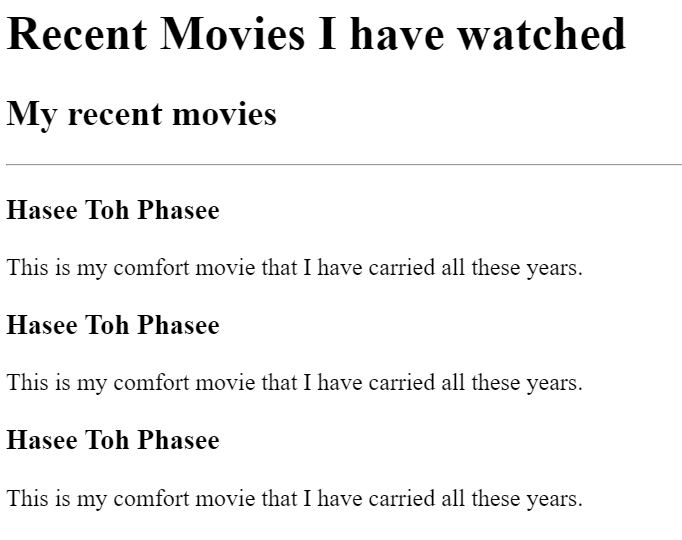 Recent Movies I have watched
My recent movies
Hasee Toh Phasee
This is my comfort movie that I have carried all these years.
Hasee Toh Phasee
This is my comfort movie that I have carried all these years.
Hasee Toh Phasee
This is my comfort movie that I have carried all these years.